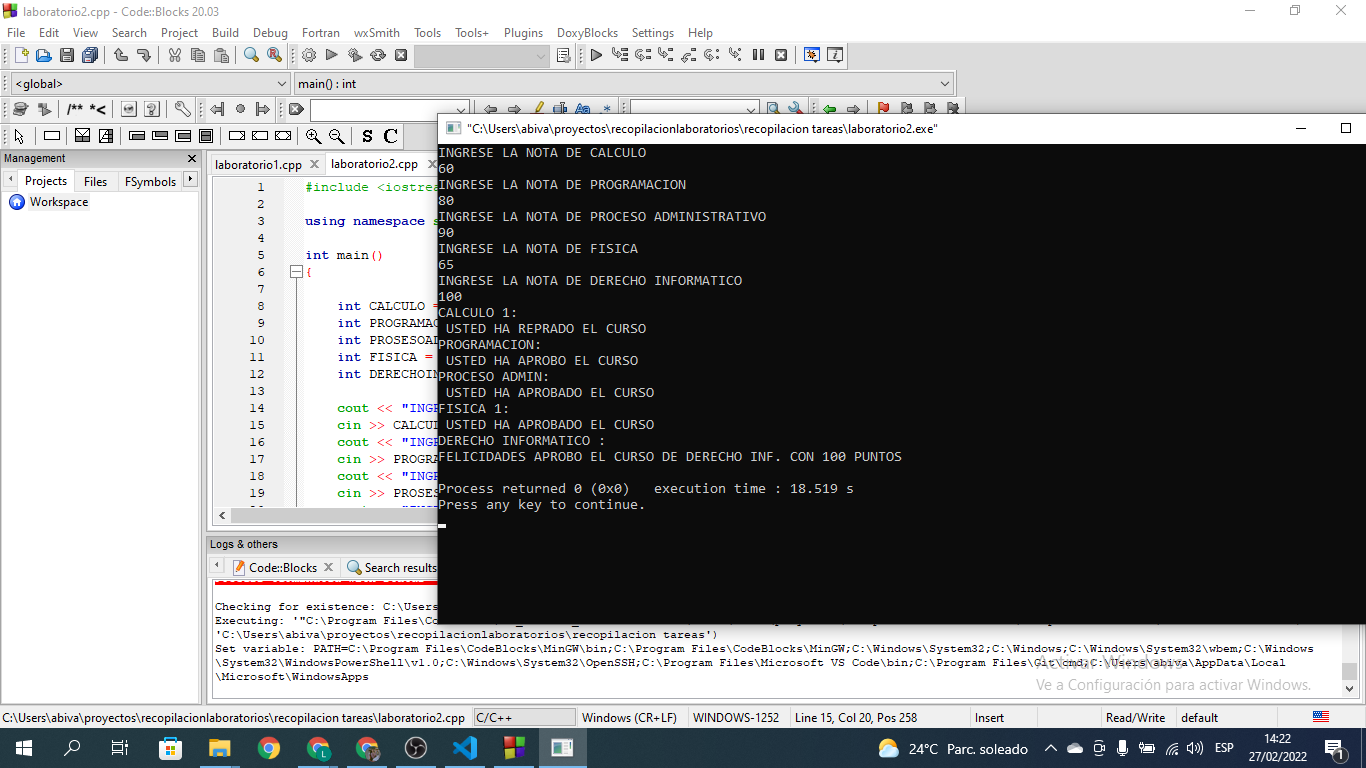 laboratorio2.cpp - Code::Blocks 20.03
File Edit View Search Project Build Debug Fortran wxSmith Tools Tools+ Plugins DoxyBlocks Settings Help
<global> main() : int
/** *<
S C
"C:\Users\abiva\proyectos\recopilacionlaboratorios\recopilacion tareas\laboratorio2.exe"
INGRESE LA NOTA DE CALCULO
60
INGRESE LA NOTA DE PROGRAMACION
80
INGRESE LA NOTA DE PROCESO ADMINISTRATIVO
90
INGRESE LA NOTA DE FISICA
65
INGRESE LA NOTA DE DERECHO INFORMATICO
100
CALCULO 1:
USTED HA REPRADO EL CURSO
PROGRAMACION:
USTED HA APROBO EL CURSO
PROCESO ADMIN:
USTED HA APROBADO EL CURSO
FISICA 1:
USTED HA APROBADO EL CURSO
DERECHO INFORMATICO :
FELICIDADES APROBO EL CURSO DE DERECHO INF. CON 100 PUNTOS
Process returned 0 (0x0) execution time : 18.519 s
Press any key to continue.
Management
Projects Files FSymbols
Workspace
laboratorio1.cpp laboratorio2.cpp
1 #include <iostrea
2
3 using namespace s
4
5 int main()
6 {
7
8 int CALCULO =
9 int PROGRAMAC
10 int PROSESOAD
11 int FISICA =
12 int DERECHOIN
13
14 cout << "INGR
15 cin >> CALCUL
16 cout << "INGR
17 cin >> PROGRA
18 cout << "INGR
19 cin >> PROSES
Logs & others
Code::Blocks Search results
Checking for existence: C:\Users
Executing: '"C:\Program Files\Co
'C:\Users\abiva\proyectos\recopilacionlaboratorios\recopilacion tareas')
Set variable: PATH=C:\Program Files\CodeBlocks\MinGW\bin;C:\Program Files\CodeBlocks\MinGW;C:\Windows\System32;C:\Windows;C:\Windows\System32\wbem;C:\Windows
\System32\WindowsPowerShell\v1.0;C:\Windows\System32\OpenSSH;C:\Program Files\Microsoft VS Code\bin;C:\Program Files\Git\cmd;C:\Users\abiva\AppData\Local
\Microsoft\WindowsApps
Activar Windows
Ve a Configuración para activar Windows.
C:\Users\abiva\proyectos\recopilacionlaboratorios\recopilacion tareas\laboratorio2.cpp C/C++ Windows (CR+LF) WINDOWS-1252 Line 15, Col 20, Pos 258 Insert Read/Write default
24°C Parc. soleado ESP 14:22
27/02/2022 1